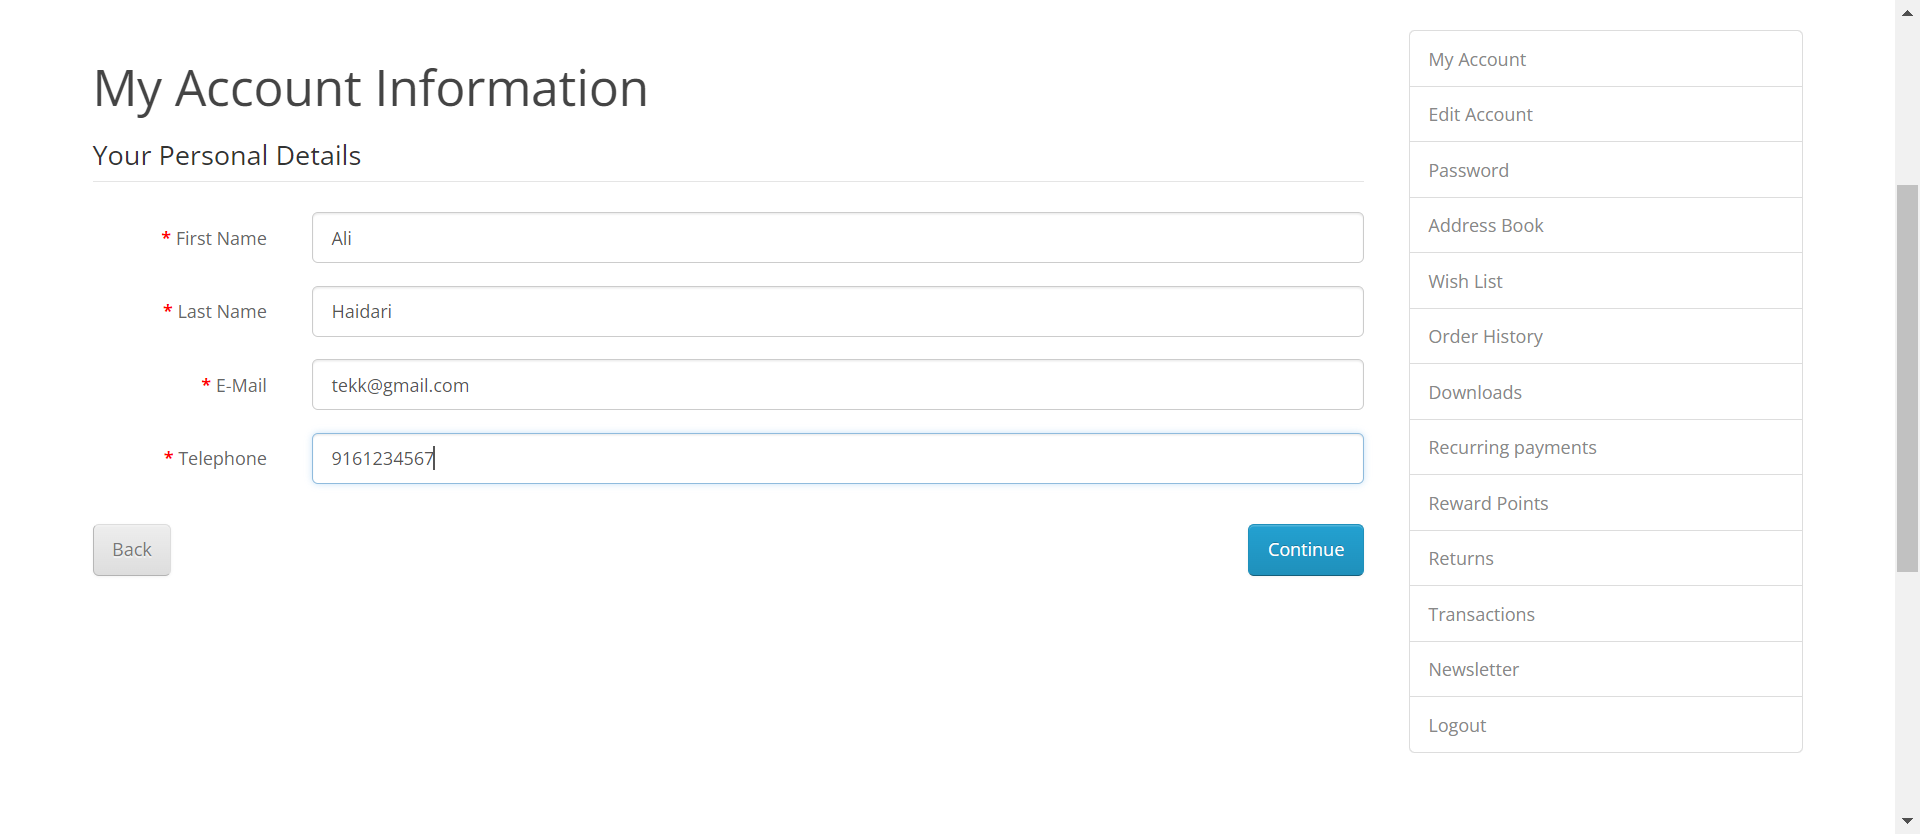 My Account Information
Your Personal Details
* First Name
Ali
* Last Name
Haidari
* E-Mail
tekk@gmail.com
* Telephone
9161234567
Back
Continue
My Account
Edit Account
Password
Address Book
Wish List
Order History
Downloads
Recurring payments
Reward Points
Returns
Transactions
Newsletter
Logout